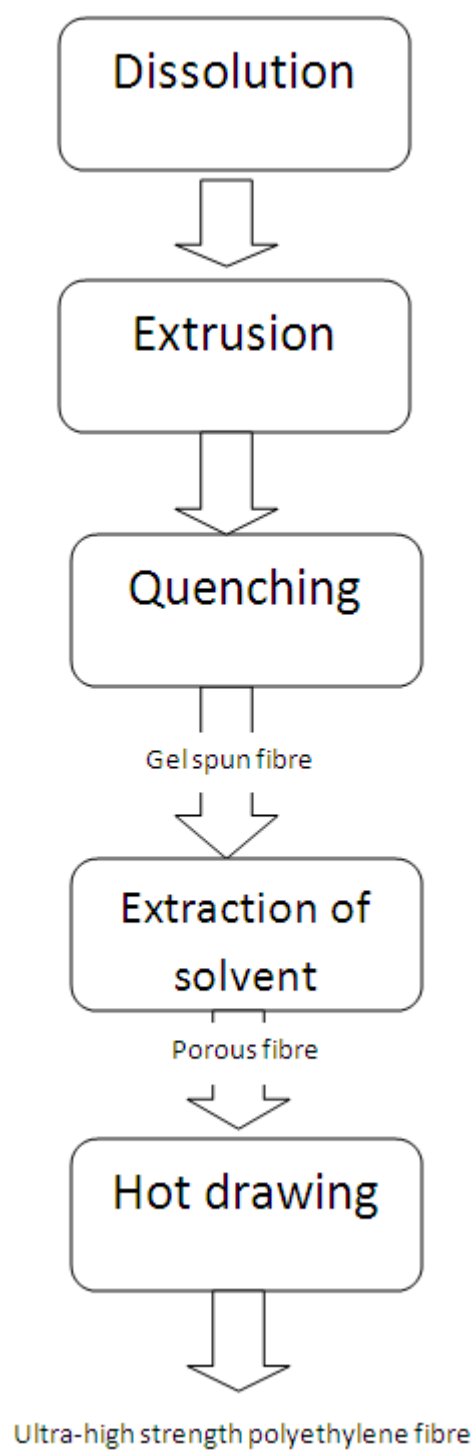 Dissolution
Extrusion
Quenching
Gel spun fibre
Extraction of
solvent
Porous fibre
Hot drawing
Ultra-high strength polyethylene fibre